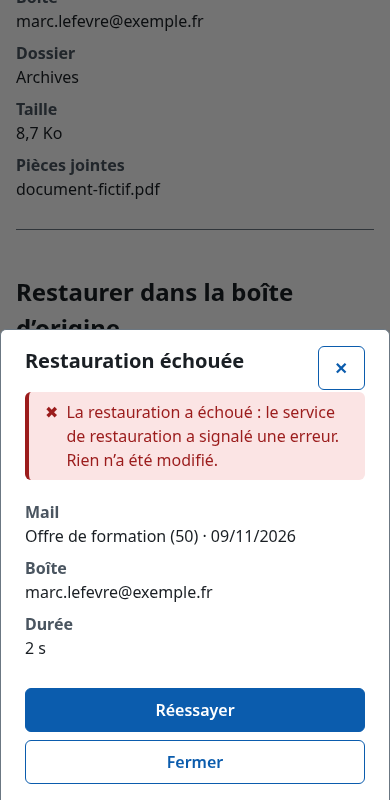 marc.lefevre@exemple.fr
Dossier
Archives
Taille
8,7 Ko
Pièces jointes
document-fictif.pdf
Restaurer dans la boîte
d’origine
Restauration échouée
×
✖ La restauration a échoué : le service
de restauration a signalé une erreur.
Rien n’a été modifié.
Mail
Offre de formation (50) · 09/11/2026
Boîte
marc.lefevre@exemple.fr
Durée
2 s
Réessayer
Fermer